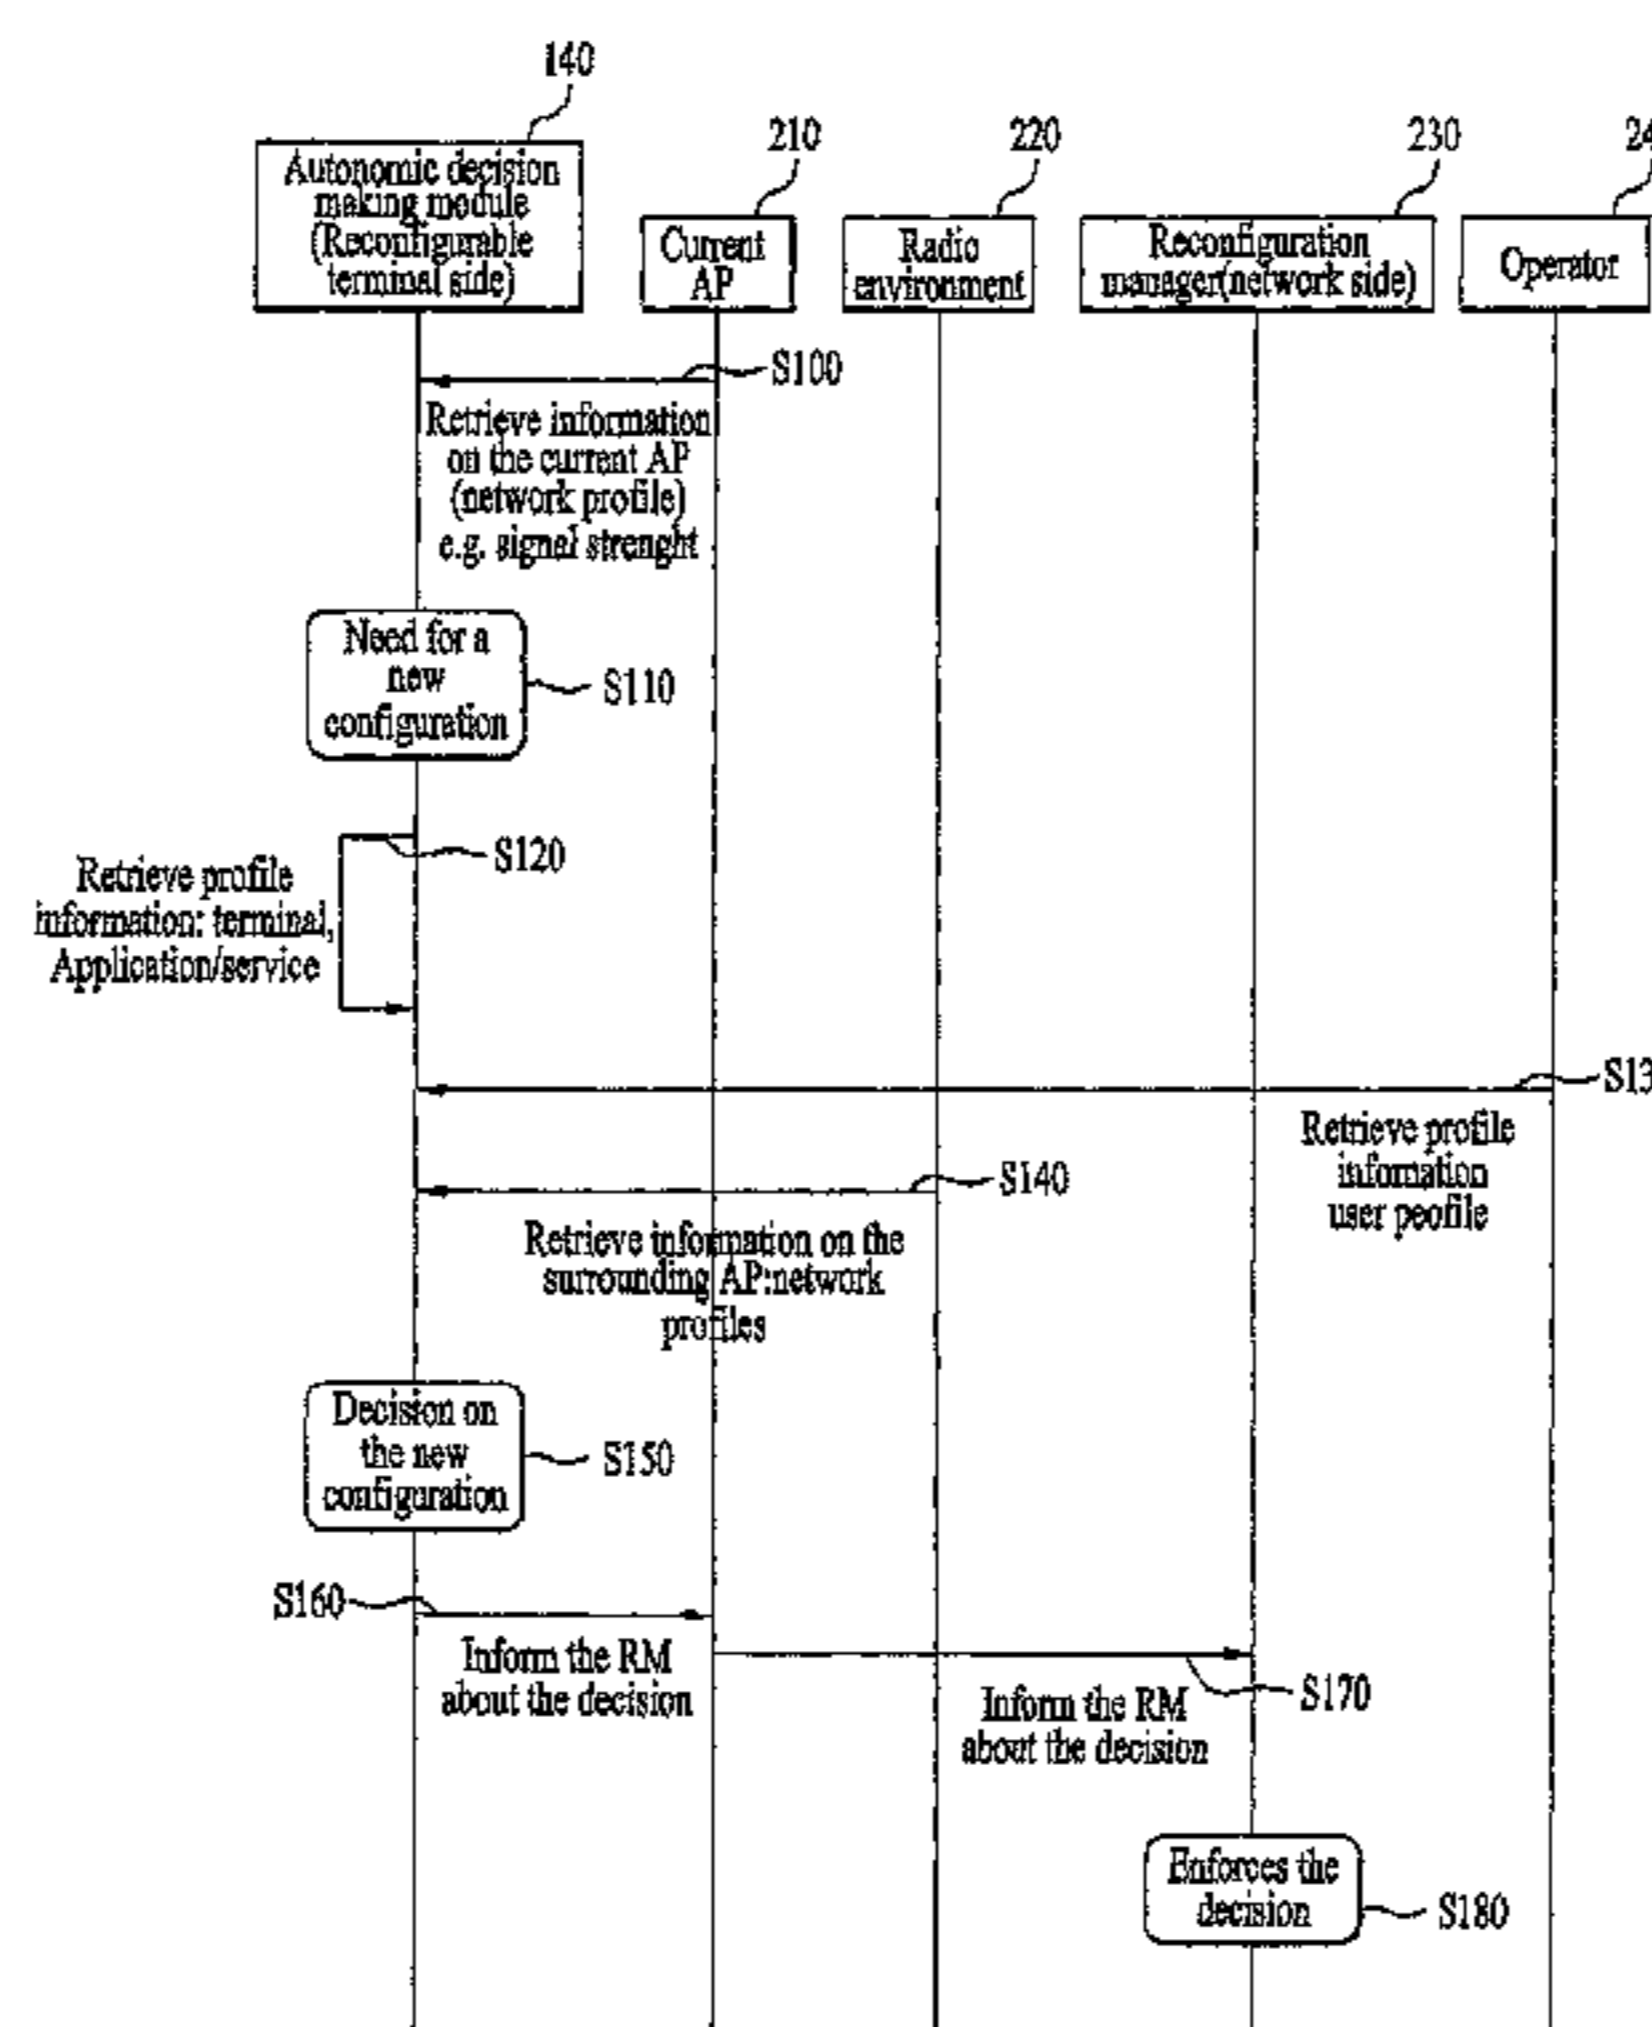 140
210
220
230
24
Autonomic decision
making module
(Reconfigurable
terminal side)
Current
AP
Radio
environment
Reconfiguration
manager(network side)
Operator
S100
Retrieve information
on the current AP
(network profile)
e.g. signal strenght
Need for a
new
configuration
S110
S120
Retrieve profile
information: terminal,
Application/service
S13
Retrieve profile
infomation
user peofile
S140
Retrieve information on the
surrounding AP:network
profiles
Decision on
the new
configuration
S150
S160
Inform the RM
about the decision
S170
Inform the RM
about the decision
Enforces the
decision
S180